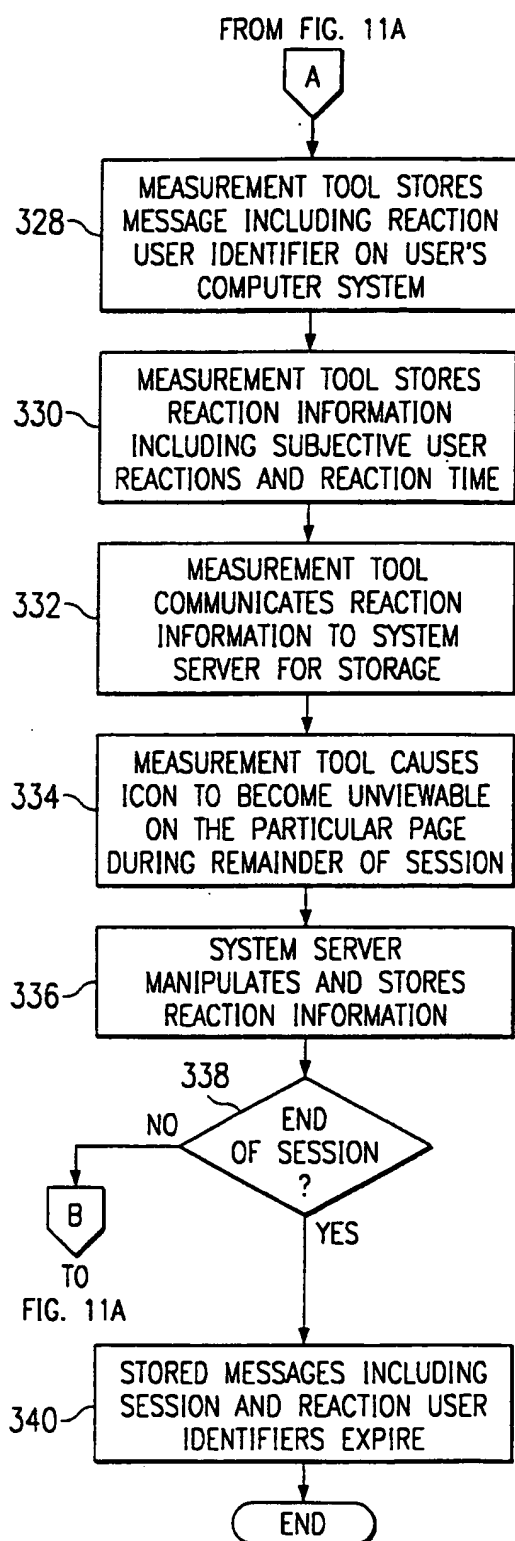 FROM FIG. 11A
A
328
MEASUREMENT TOOL STORES
MESSAGE INCLUDING REACTION
USER IDENTIFIER ON USER'S
COMPUTER SYSTEM
330
MEASUREMENT TOOL STORES
REACTION INFORMATION
INCLUDING SUBJECTIVE USER
REACTIONS AND REACTION TIME
332
MEASUREMENT TOOL
COMMUNICATES REACTION
INFORMATION TO SYSTEM
SERVER FOR STORAGE
334
MEASUREMENT TOOL CAUSES
ICON TO BECOME UNVIEWABLE
ON THE PARTICULAR PAGE
DURING REMAINDER OF SESSION
336
SYSTEM SERVER
MANIPULATES AND STORES
REACTION INFORMATION
338
END
OF SESSION
?
NO
B
TO
FIG. 11A
YES
340
STORED MESSAGES INCLUDING
SESSION AND REACTION USER
IDENTIFIERS EXPIRE
END